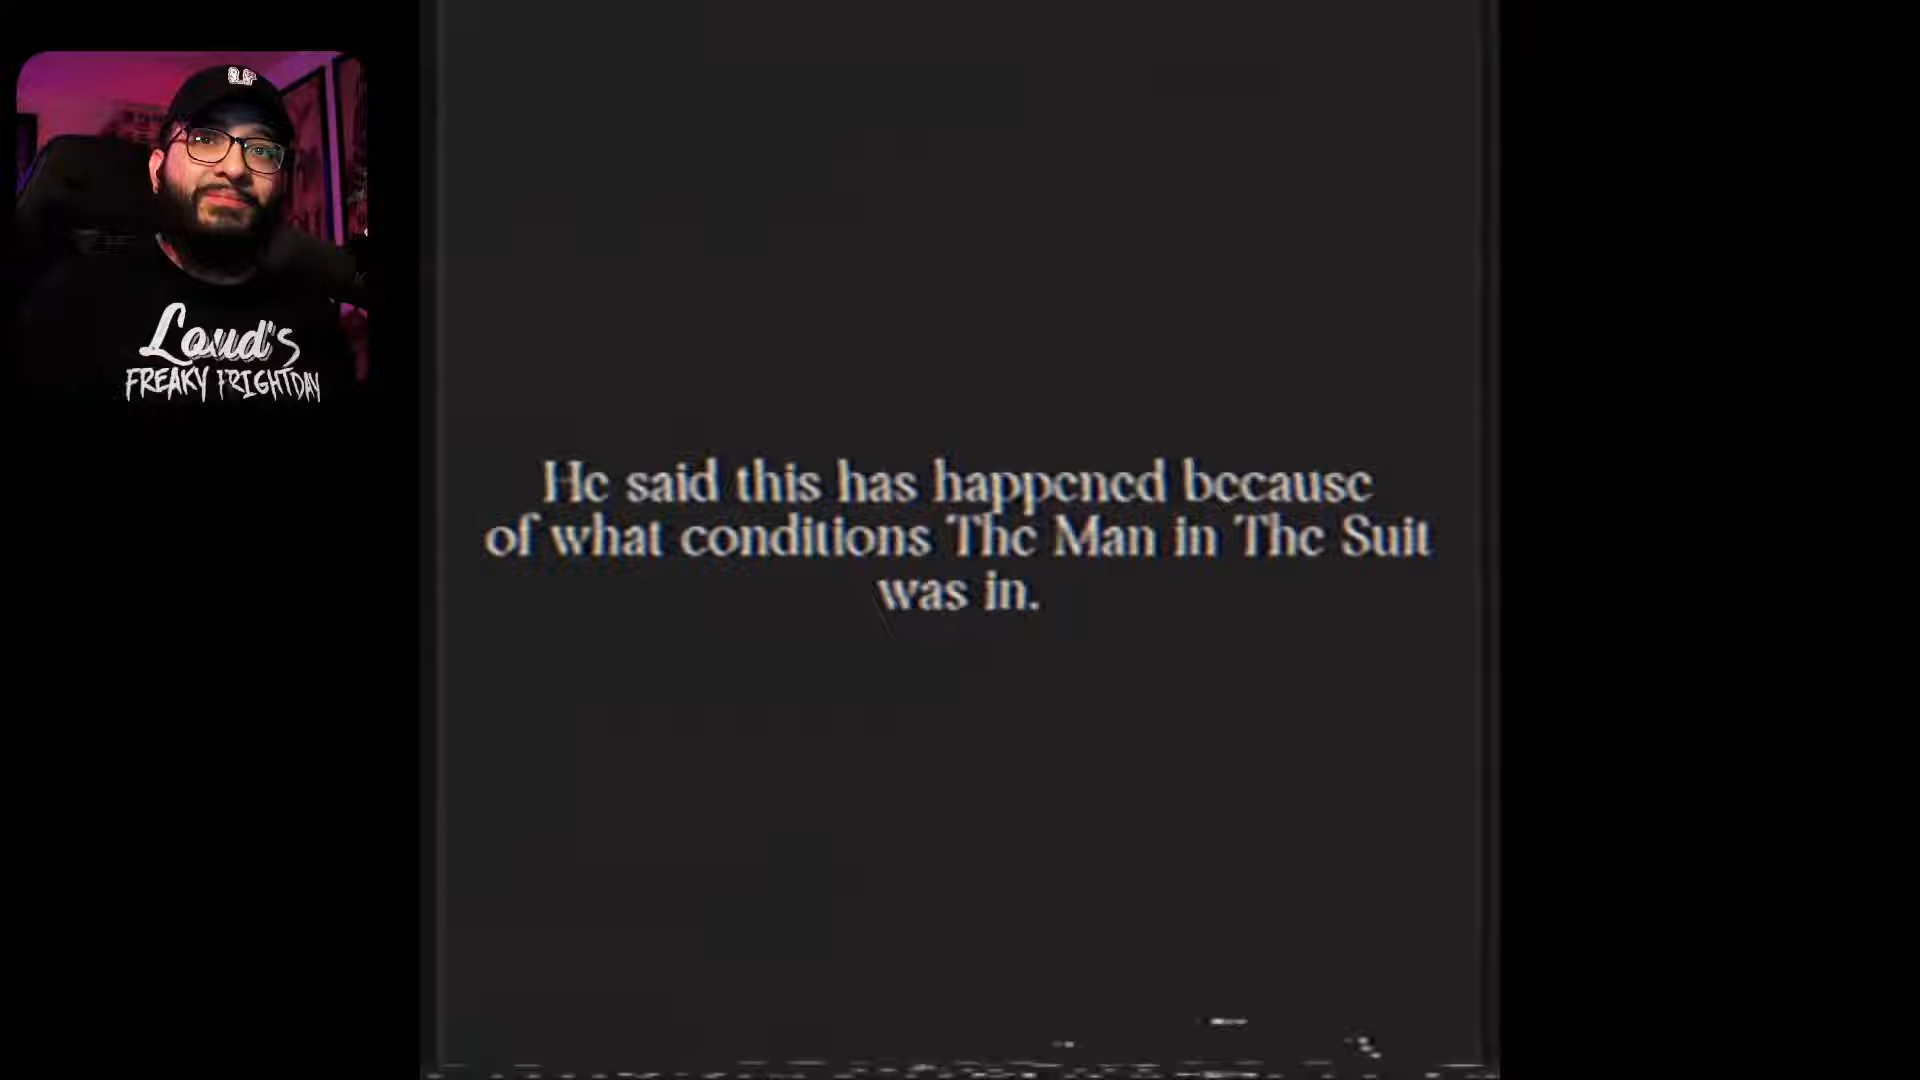 Loud's
FREAKY FRIGHTDAY
He said this has happened because
of what conditions The Man in The Suit
was in.